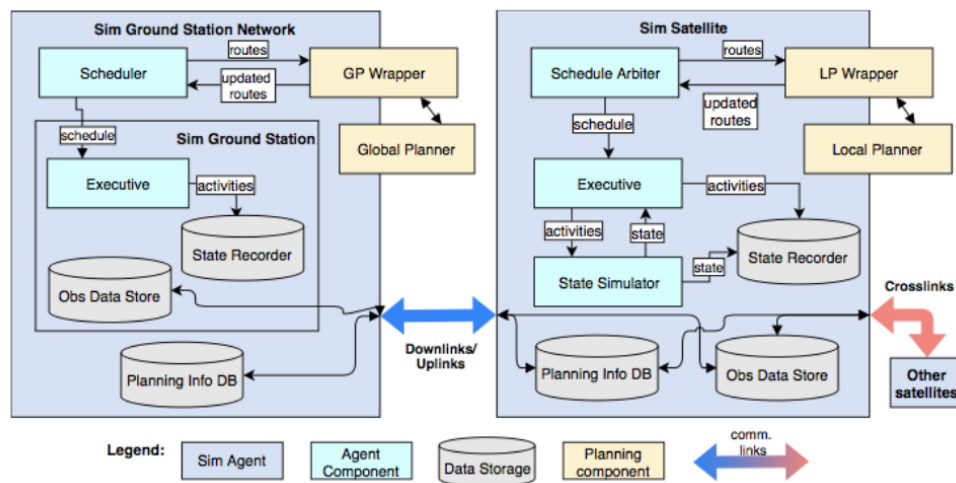 Sim Ground Station Network
Scheduler
routes
updated
routes
GP Wrapper
Global Planner
schedule
Sim Ground Station
Executive
activities
State Recorder
Obs Data Store
Planning Info DB
Downlinks/
Uplinks
Sim Satellite
Schedule Arbiter
routes
updated
routes
LP Wrapper
Local Planner
schedule
Executive
activities
activities
state
State Simulator
state
State Recorder
Planning Info DB
Obs Data Store
Crosslinks
Other
satellites
Legend:
Sim Agent
Agent
Component
Data Storage
Planning
component
comm.
links